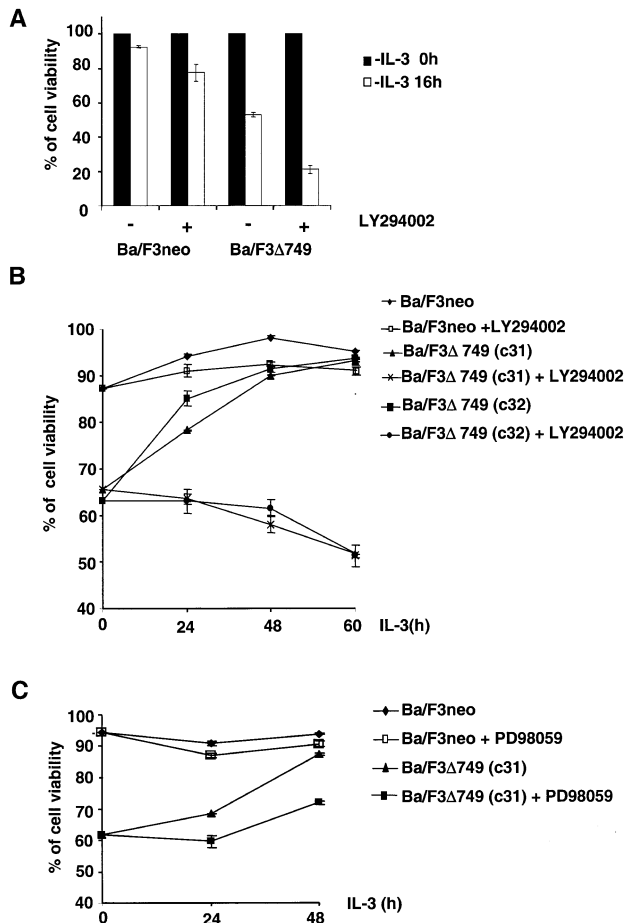 A
100
80
60
40
20
0
% of cell viability
-IL-3 0h
-IL-3 16h
- + - + LY294002
Ba/F3neo Ba/F3Δ749
B
100
90
80
70
60
50
40
% of cell viability
0 24 48 60 IL-3(h)
Ba/F3neo
Ba/F3neo +LY294002
Ba/F3Δ 749 (c31)
Ba/F3Δ 749 (c31) + LY294002
Ba/F3Δ 749 (c32)
Ba/F3Δ 749 (c32) + LY294002
C
100
90
80
70
60
50
40
% of cell viability
0 24 48 IL-3 (h)
Ba/F3neo
Ba/F3neo + PD98059
Ba/F3Δ749 (c31)
Ba/F3Δ749 (c31) + PD98059